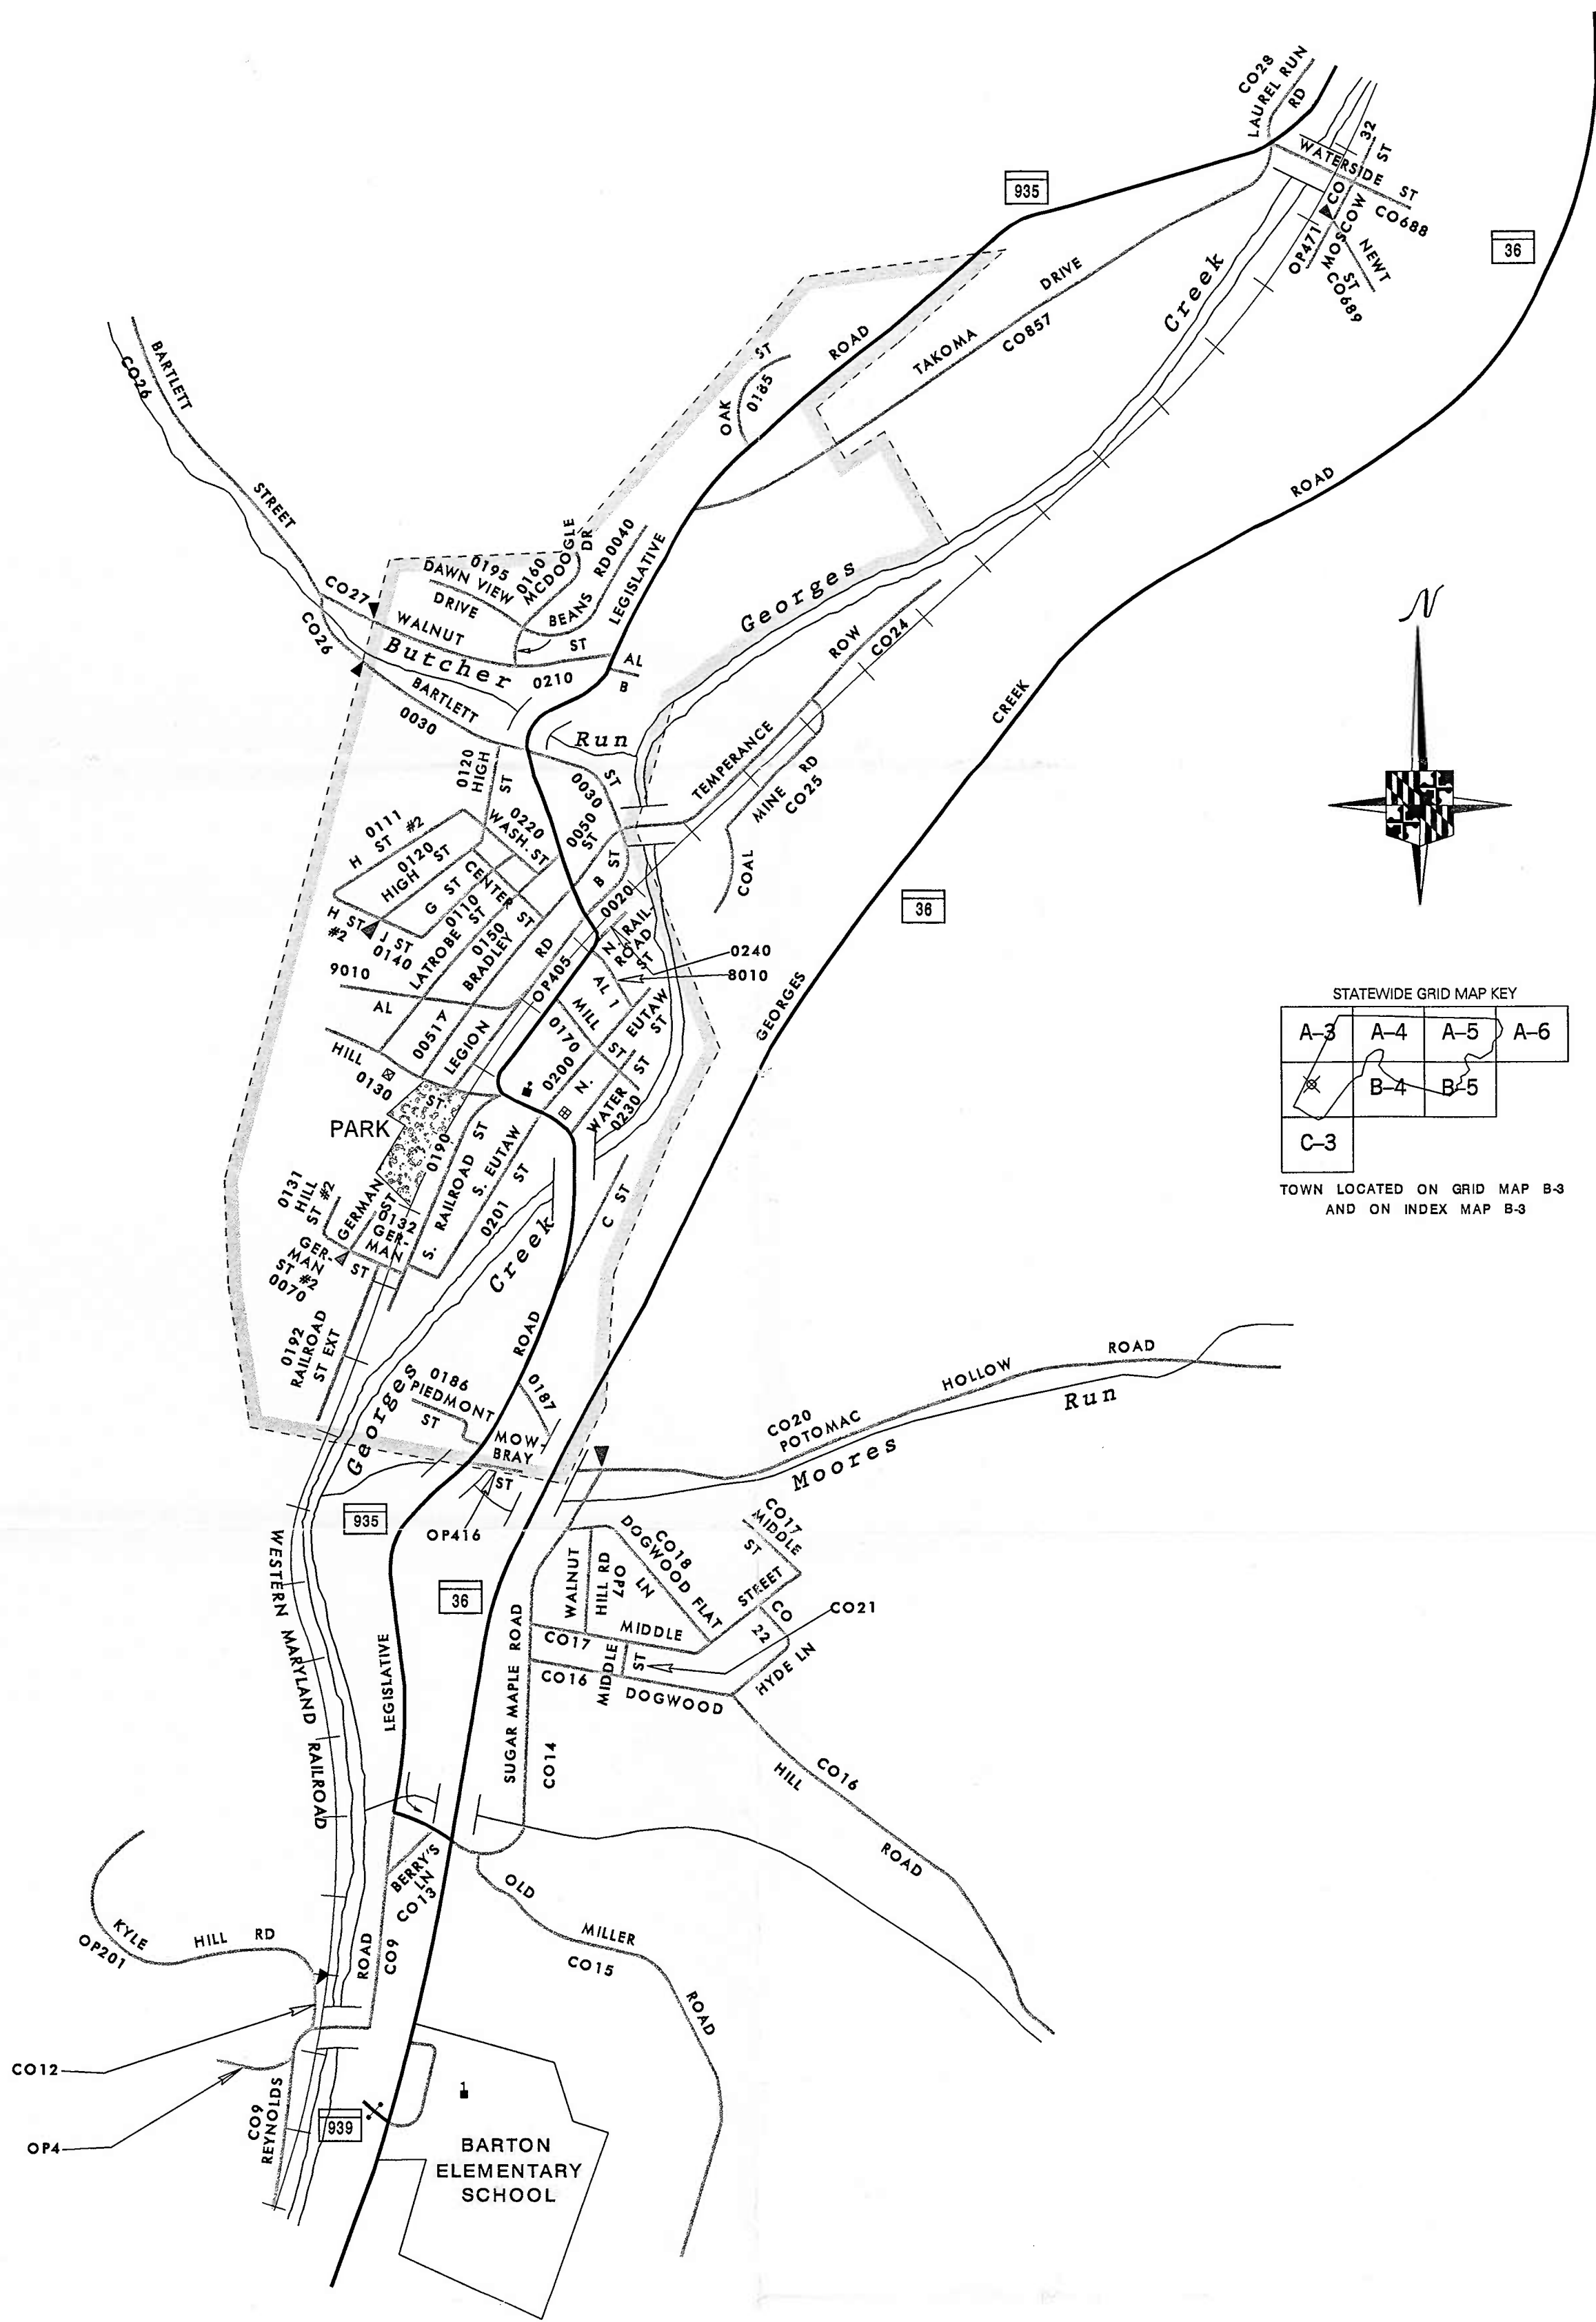 CO28
LAUREL RUN
RD
32
ST
WATERSIDE ST
CO688
CO
MOSCOW
OP471
NEWT
ST
CO689
935
36
Creek
DRIVE
TAKOMA
CO857
ROAD
OAK
ST
0185
BARTLETT
CO26
STREET
ROAD
0195
DAWN VIEW
DRIVE
0160
MCDOOGLE
DR
BEANS
RD0040
LEGISLATIVE
CO27
WALNUT
ST
CO26
Butcher
0210
AL
B
Georges
ROW
CO24
N
BARTLETT
0030
Run
CREEK
0120
HIGH
ST
ST
0030
TEMPERANCE
MINE
RD
CO25
COAL
0220
WASH. ST
0050
ST
0111
H ST #2
0120
HIGH ST
G ST
CENTER ST
B ST
0020
36
H ST
#2
J ST
0140
0110
LATROBE ST
0150
BRADLEY
RD
OP405
N. RAIL-
ROAD
ST
0240
8010
9010
AL
AL 1
MILL
ST
EUTAW
ST
GEORGES
STATEWIDE GRID MAP KEY
A-3
A-4
A-5
A-6
B-4
B-5
C-3
TOWN LOCATED ON GRID MAP B-3
AND ON INDEX MAP B-3
0051
LEGION
0170
0200
N.
HILL
0130
ST
WATER
ST
0230
PARK
0190
S. RAILROAD ST
S. EUTAW
ST
0201
C ST
0131
HILL
ST #2
GERMAN
ST
0132
GER-
MAN
ST
GER-
MAN
ST #2
0070
Creek
ROAD
0192
RAILROAD
ST EXT
Georges
0186
PIEDMONT
ST
0187
MOW-
BRAY
ST
ROAD
HOLLOW
Run
CO20
POTOMAC
Moores
935
OP416
WESTERN MARYLAND RAILROAD
36
CO17
MIDDLE
ST
CO18
DOGWOOD FLAT
LN
WALNUT
HILL RD
OP7
STREET
CO
22
CO21
MIDDLE
CO17
MIDDLE
ST
CO16
DOGWOOD
HYDE LN
LEGISLATIVE
SUGAR MAPLE ROAD
CO14
CO16
HILL
ROAD
BERRY'S
LN
CO13
OLD
MILLER
CO15
ROAD
KYLE
HILL RD
OP201
ROAD
CO9
CO12
OP4
CO9
REYNOLDS
939
1
BARTON
ELEMENTARY
SCHOOL